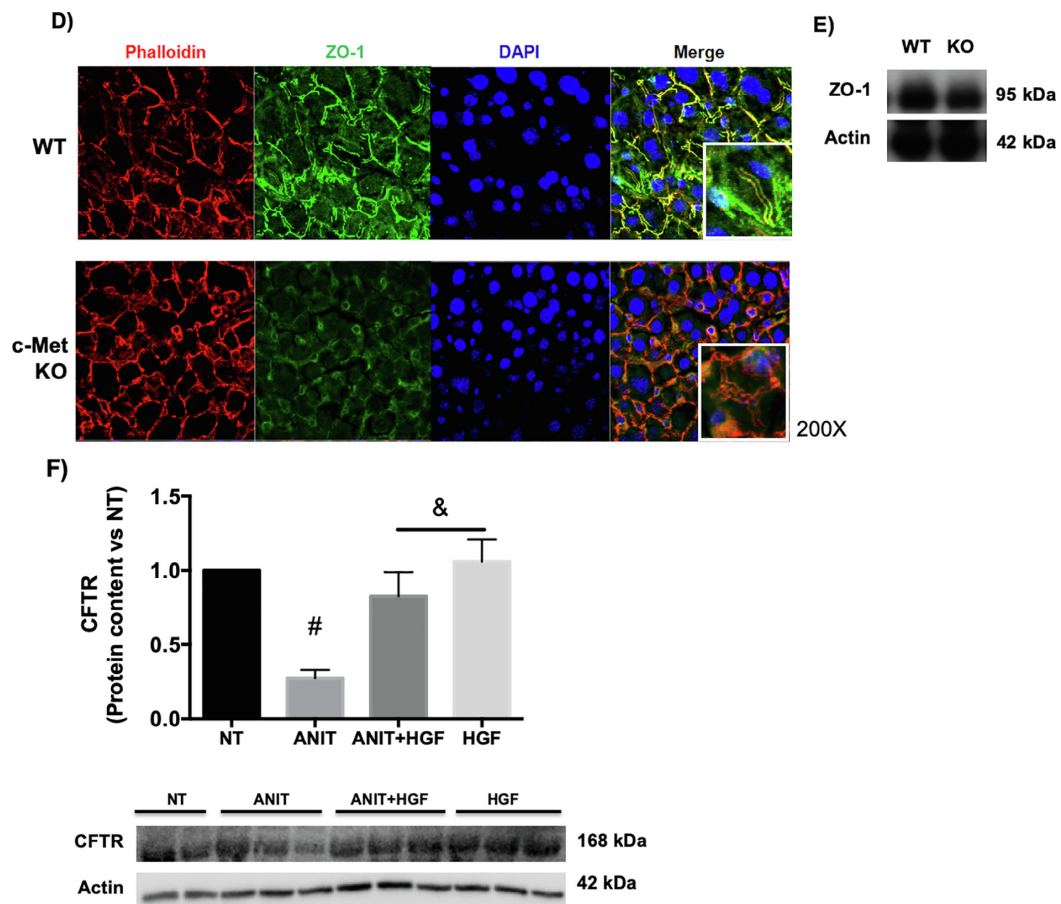 D)
Phalloidin ZO-1 DAPI Merge
WT
c-Met
KO
200X
E)
WT KO
ZO-1 95 kDa
Actin 42 kDa
F)
CFTR
(Protein content vs NT)
1.5
1.0
0.5
0.0
#
&
NT ANIT ANIT+HGF HGF
NT ANIT ANIT+HGF HGF
CFTR 168 kDa
Actin 42 kDa